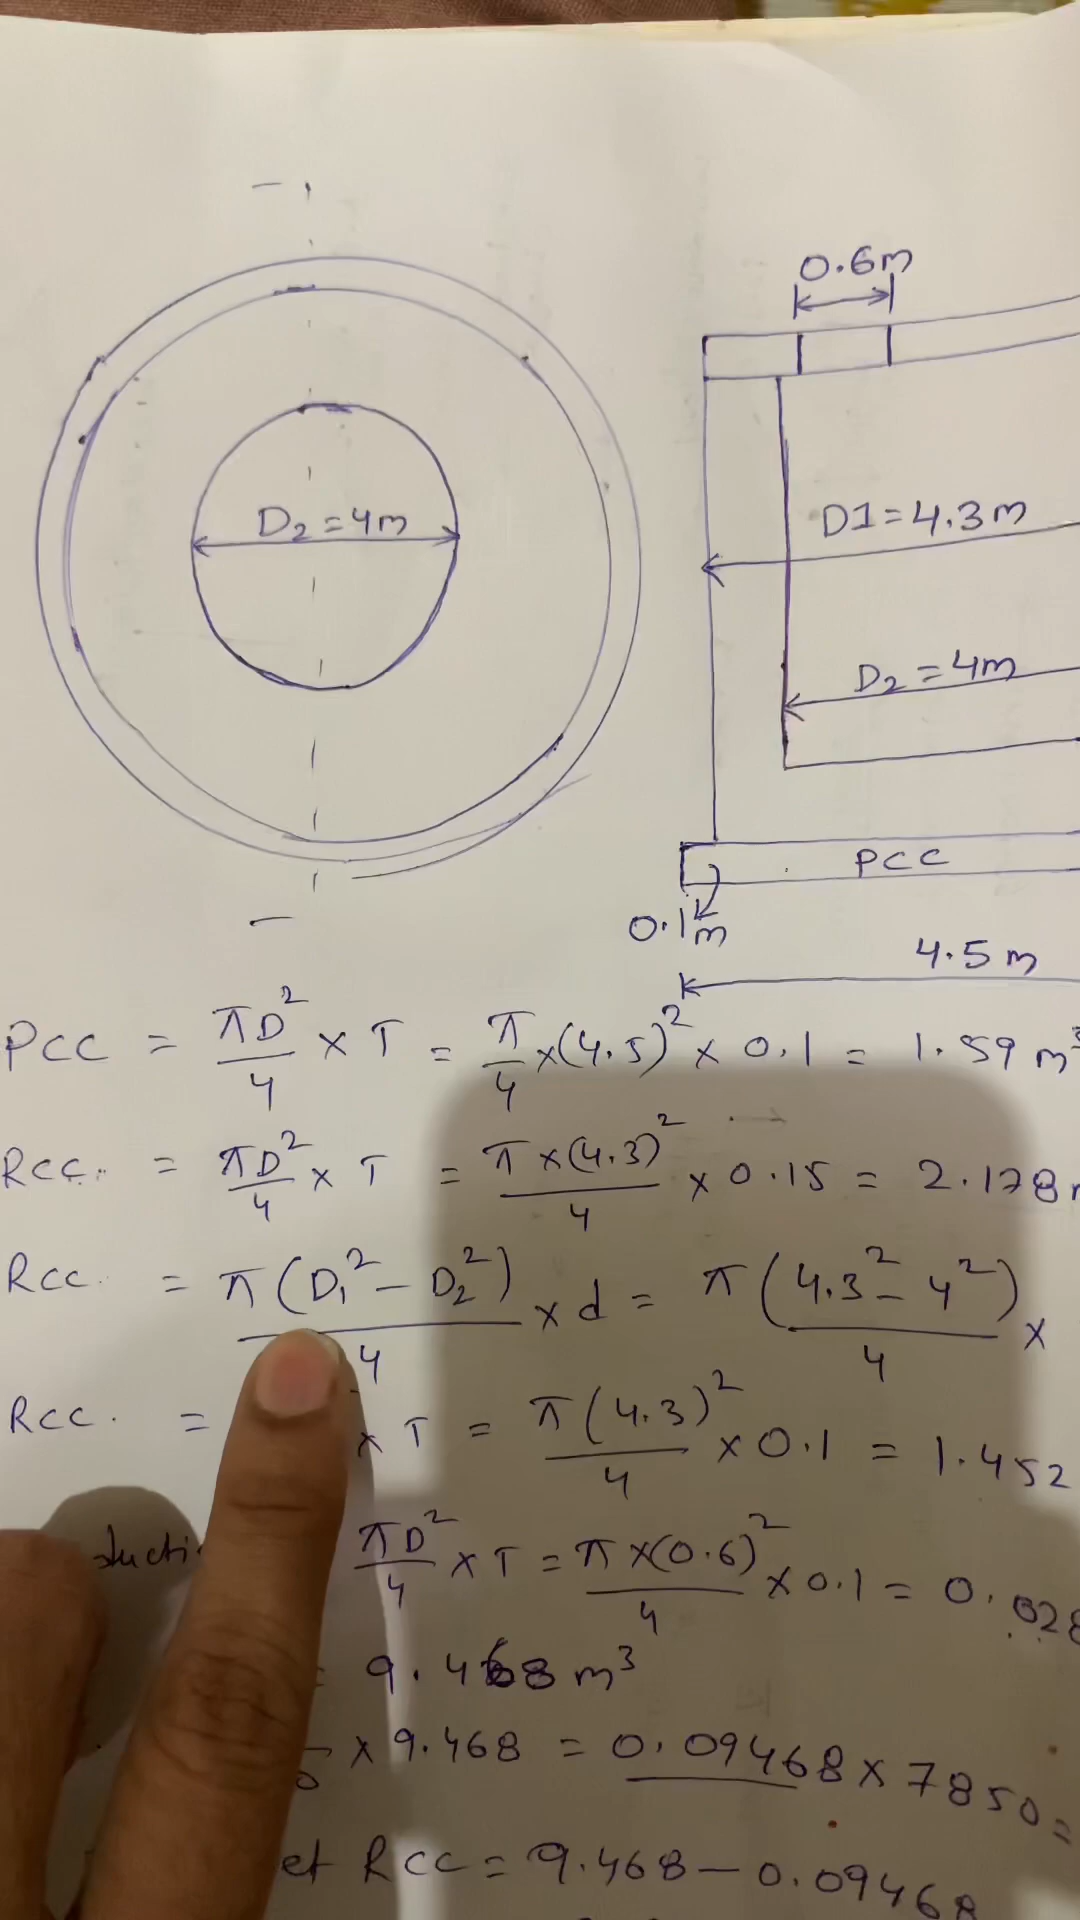 0.6m
D₂ = 4m
D1 = 4.3m
D₂ = 4m
PCC
0.1m
4.5 m
PCC = πD²/4 × T = π/4 × (4.5)² × 0.1 = 1.59 m³
Rcc. = πD²/4 × T = π × (4.3)²/4 × 0.15 = 2.178
Rcc. = π (D₁² − D₂²)/4 × d = π (4.3² − 4²)/4 ×
Rcc. = × T = π (4.3)²/4 × 0.1 = 1.452
πD²/4 × T = π × (0.6)²/4 × 0.1 = 0.028
= 9.468 m³
× 9.468 = 0.09468 × 7850 =
et Rcc = 9.468 − 0.09468